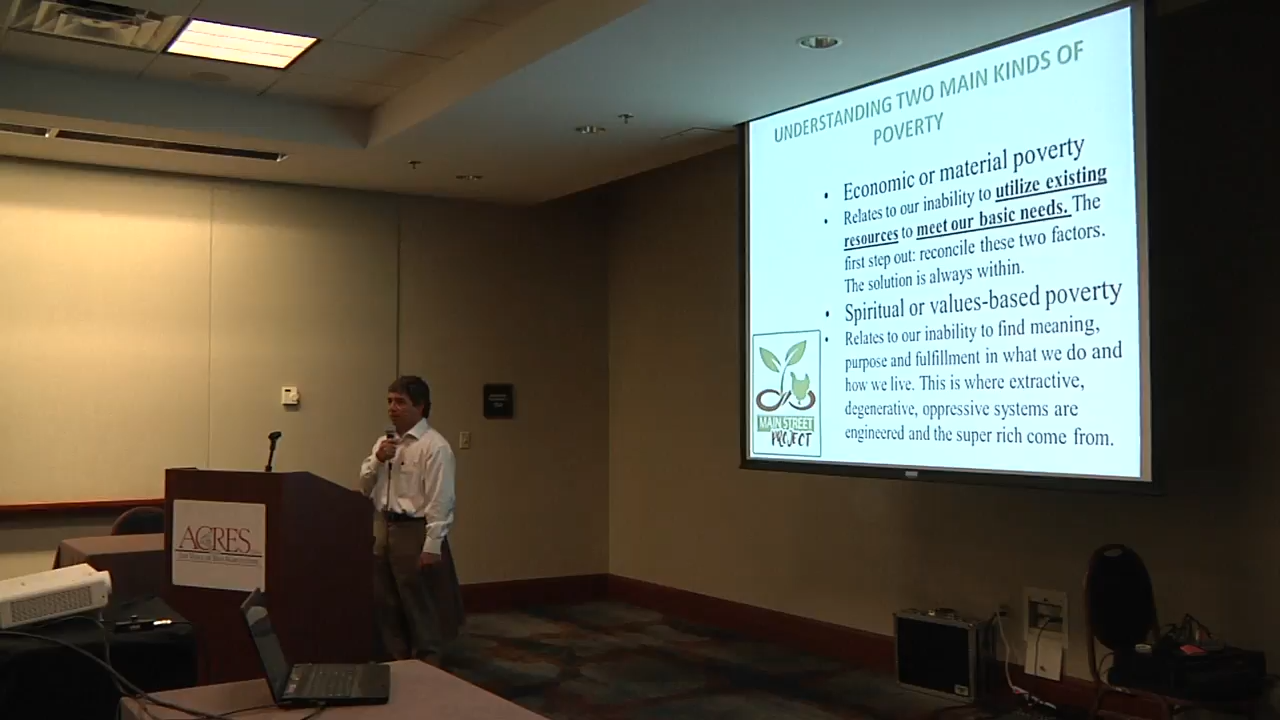 UNDERSTANDING TWO MAIN KINDS OF
POVERTY
• Economic or material poverty
• Relates to our inability to utilize existing
resources to meet our basic needs. The
first step out: reconcile these two factors.
The solution is always within.
• Spiritual or values-based poverty
• Relates to our inability to find meaning,
purpose and fulfillment in what we do and
how we live. This is where extractive,
degenerative, oppressive systems are
engineered and the super rich come from.
MAIN STREET
PROJECT
ACRES